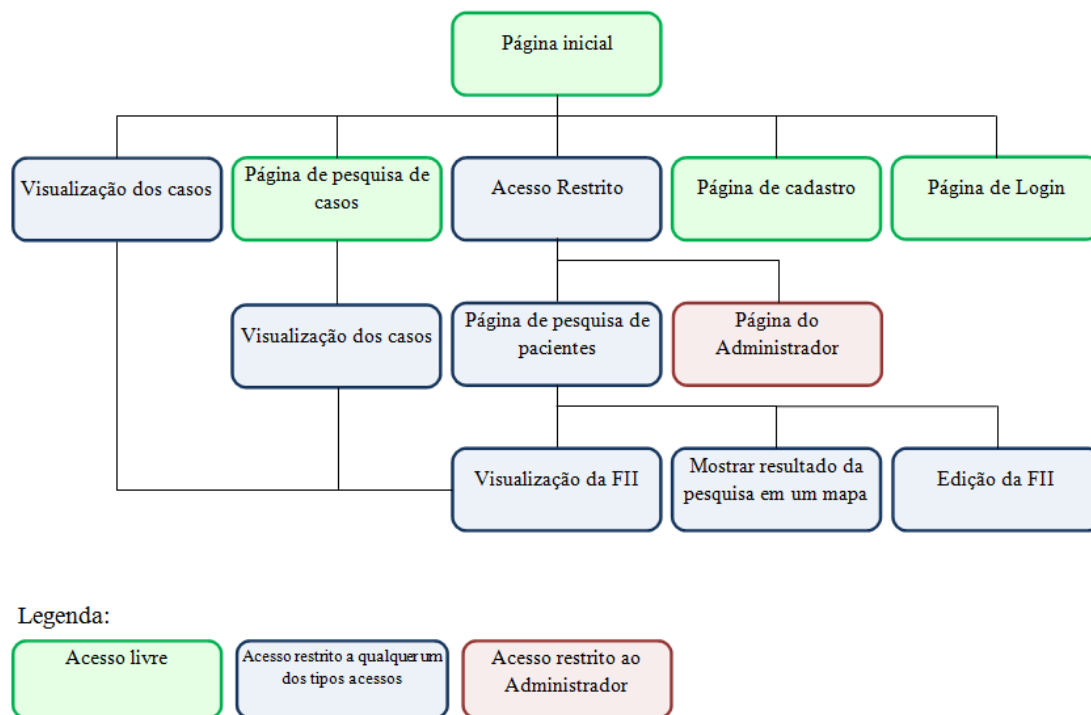 Página inicial
Visualização dos casos
Página de pesquisa de
casos
Acesso Restrito
Página de cadastro
Página de Login
Visualização dos casos
Página de pesquisa de
pacientes
Página do
Administrador
Visualização da FII
Mostrar resultado da
pesquisa em um mapa
Edição da FII
Legenda:
Acesso livre
Acesso restrito a qualquer um
dos tipos acessos
Acesso restrito ao
Administrador